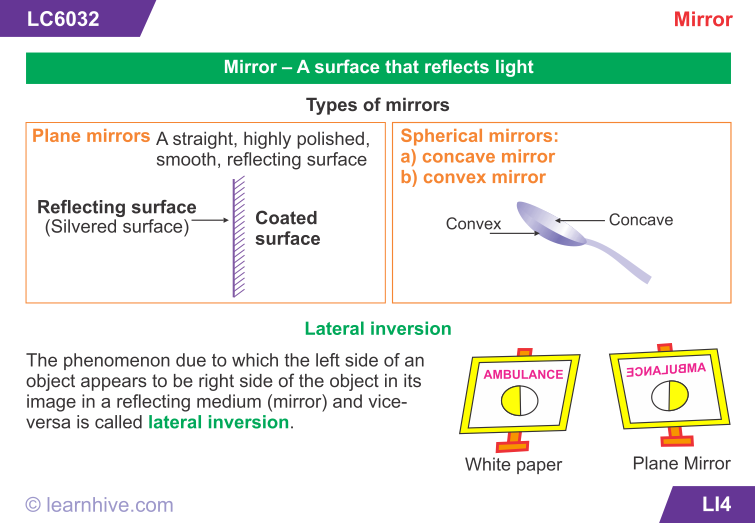 LC6032
Mirror
Mirror – A surface that reflects light
Types of mirrors
Plane mirrors A straight, highly polished,
smooth, reflecting surface
Reflecting surface
(Silvered surface)
Coated
surface
Spherical mirrors:
a) concave mirror
b) convex mirror
Convex
Concave
Lateral inversion
The phenomenon due to which the left side of an
object appears to be right side of the object in its
image in a reflecting medium (mirror) and vice-
versa is called lateral inversion.
AMBULANCE
White paper
AMBULANCE
Plane Mirror
© learnhive.com
LI4